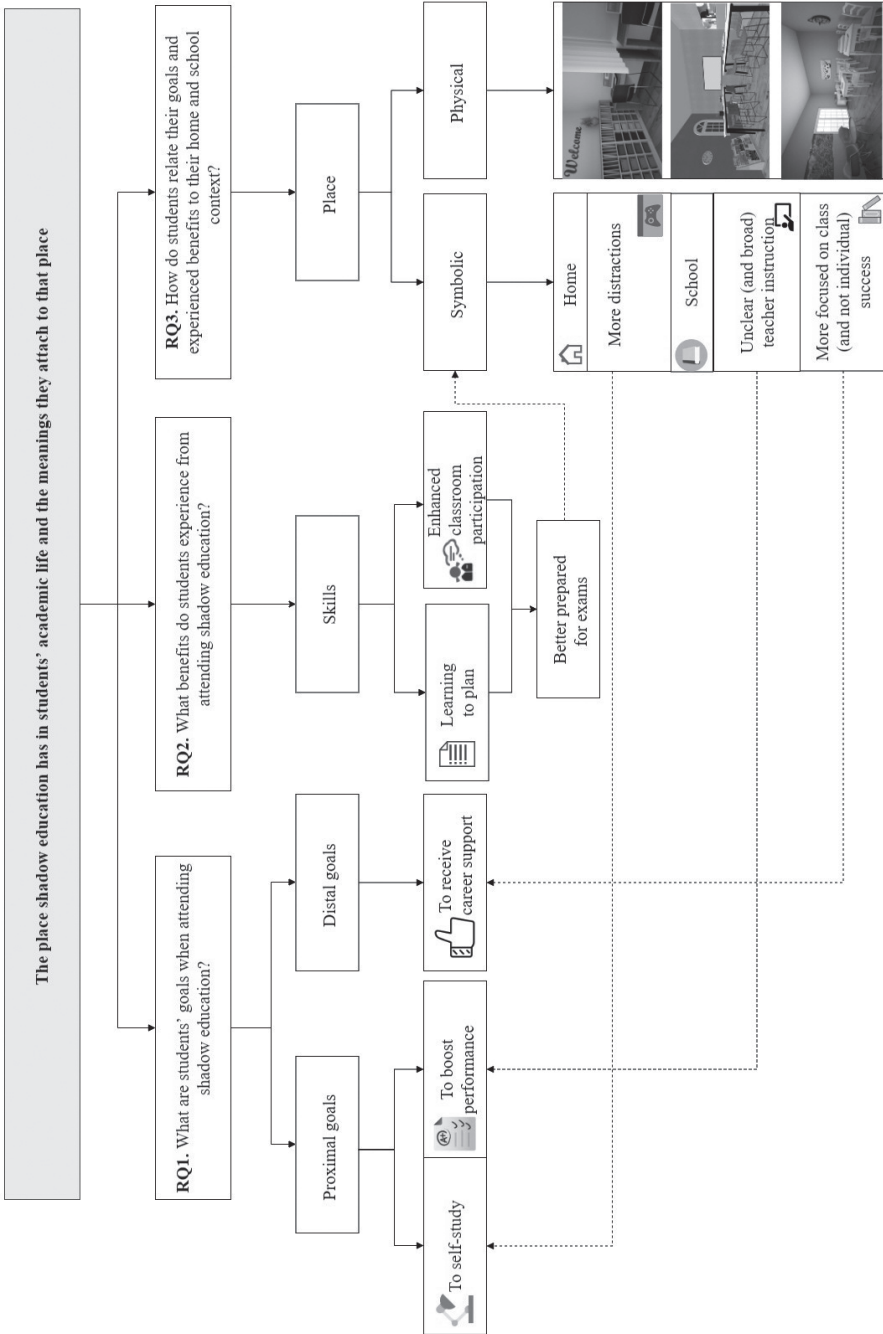 The place shadow education has in students’ academic life and the meanings they attach to that place
RQ1. What are students’ goals when attending
shadow education?
RQ2. What benefits do students experience from
attending shadow education?
RQ3. How do students relate their goals and
experienced benefits to their home and school
context?
Proximal goals
Distal goals
Skills
Place
To self-study
To boost
performance
A+
To receive
career support
Learning
to plan
Enhanced
classroom
participation
Symbolic
Physical
Better prepared
for exams
Home
More distractions
School
Unclear (and broad)
teacher instruction
More focused on class
(and not individual)
success
Welcome